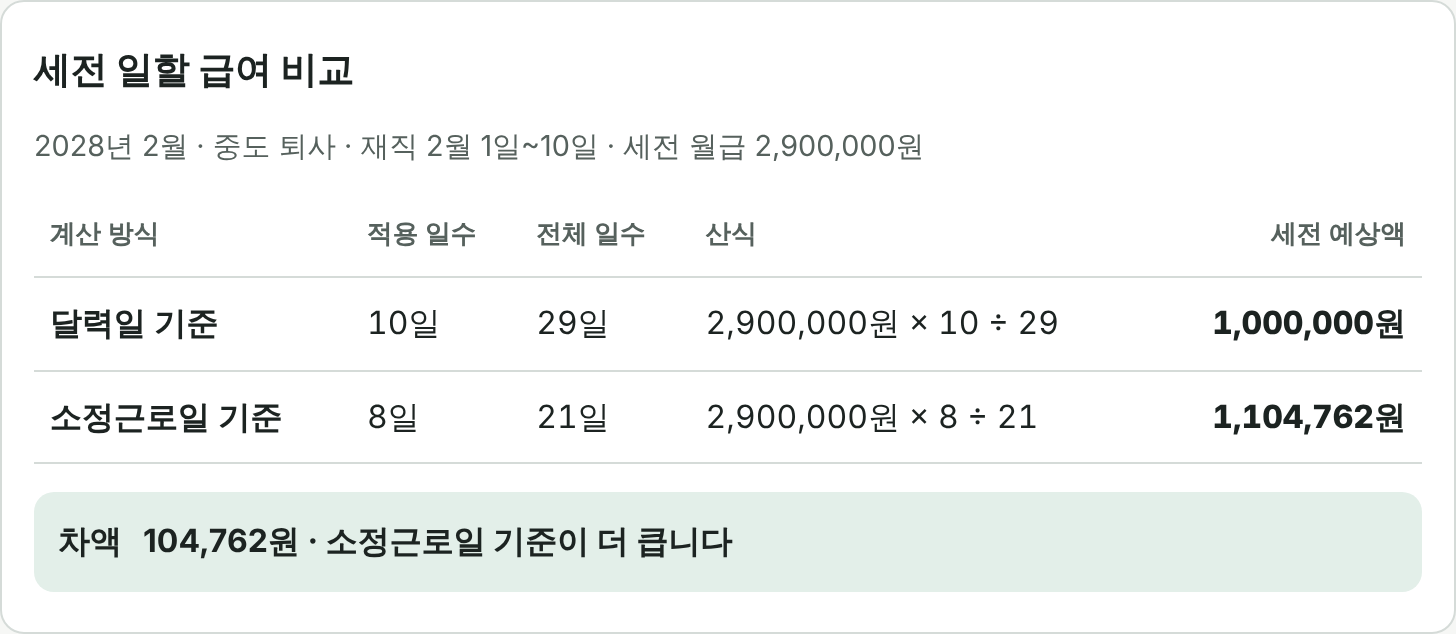 세전 일할 급여 비교
2028년 2월 · 중도 퇴사 · 재직 2월 1일~10일 · 세전 월급 2,900,000원
계산 방식 적용 일수 전체 일수 산식 세전 예상액
달력일 기준 10일 29일 2,900,000원 × 10 ÷ 29 1,000,000원
소정근로일 기준 8일 21일 2,900,000원 × 8 ÷ 21 1,104,762원
차액 104,762원 · 소정근로일 기준이 더 큽니다